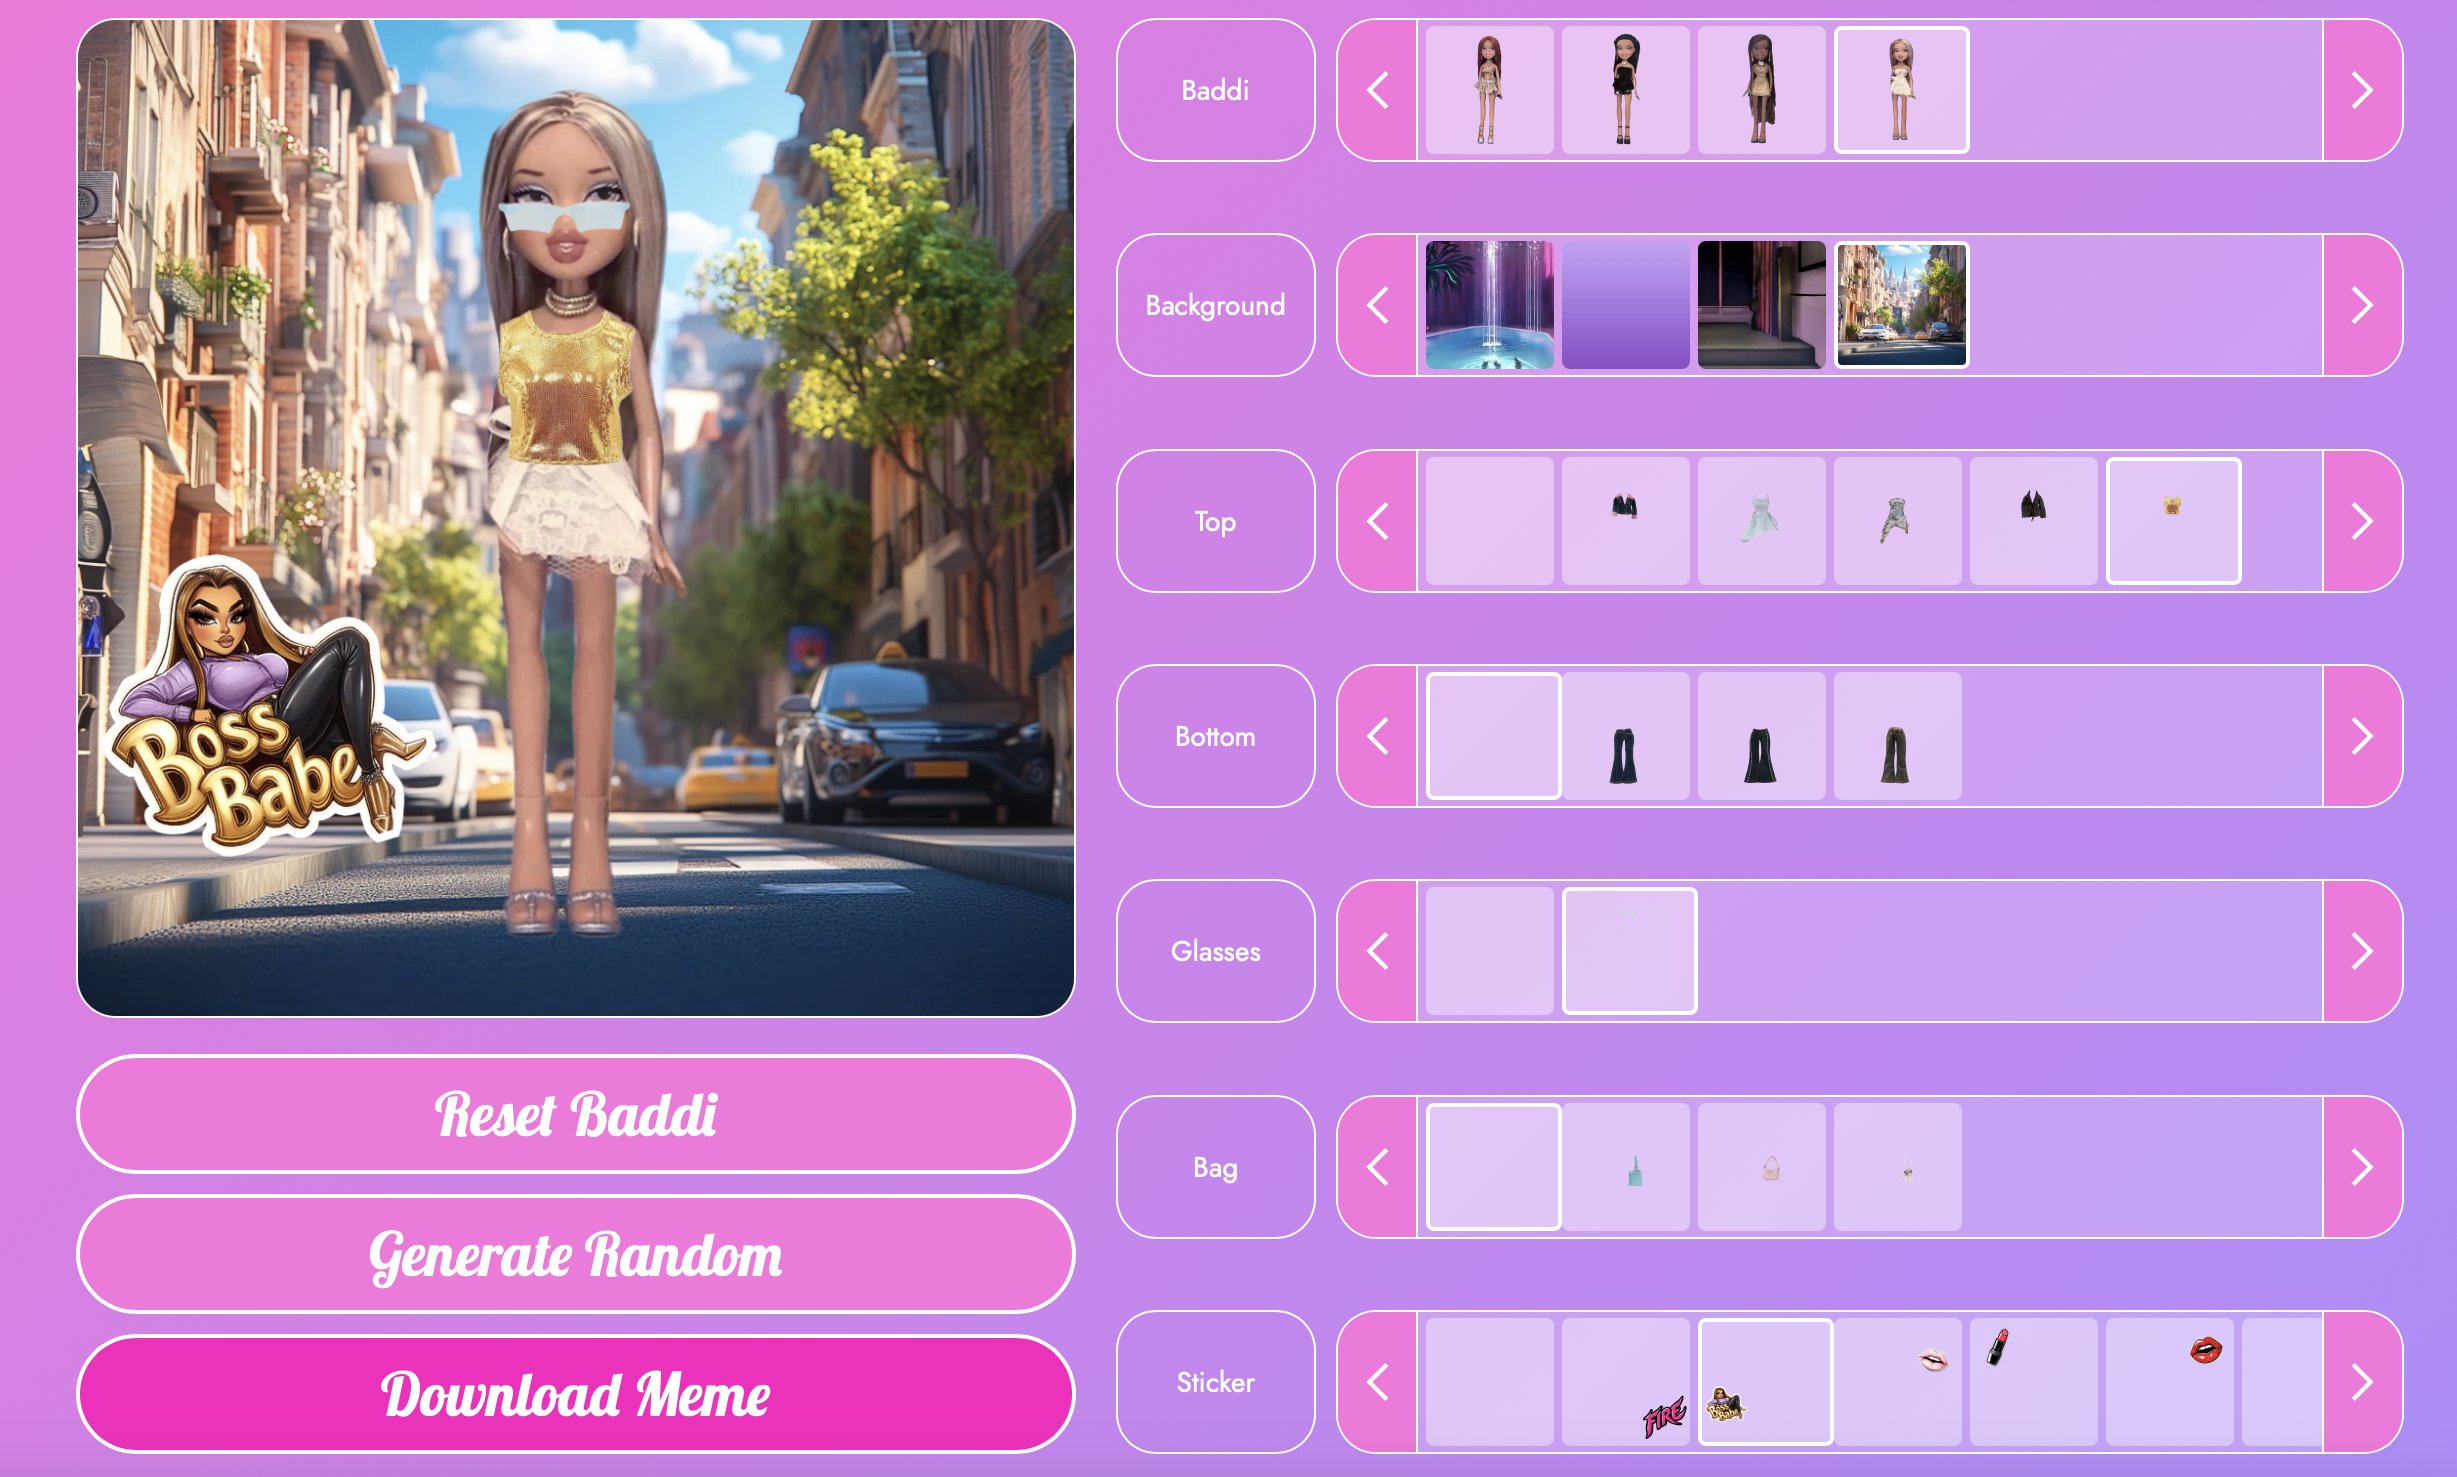 Boss
Babe
Reset Baddi
Generate Random
Download Meme
Baddi
Background
Top
Bottom
Glasses
Bag
Sticker
FIRE
Boss
Babe